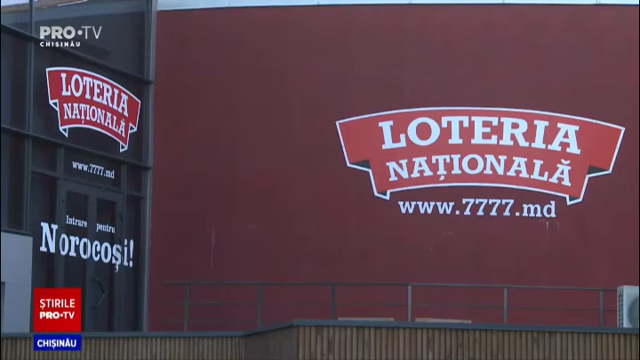 PRO•TV
CHIȘINĂU
LOTERIA
NAȚIONALĂ
www.7777.md
Intrare pentru
Norocoși!
LOTERIA
NAȚIONALĂ
www.7777.md
ȘTIRILE
PRO•TV
CHIȘINĂU